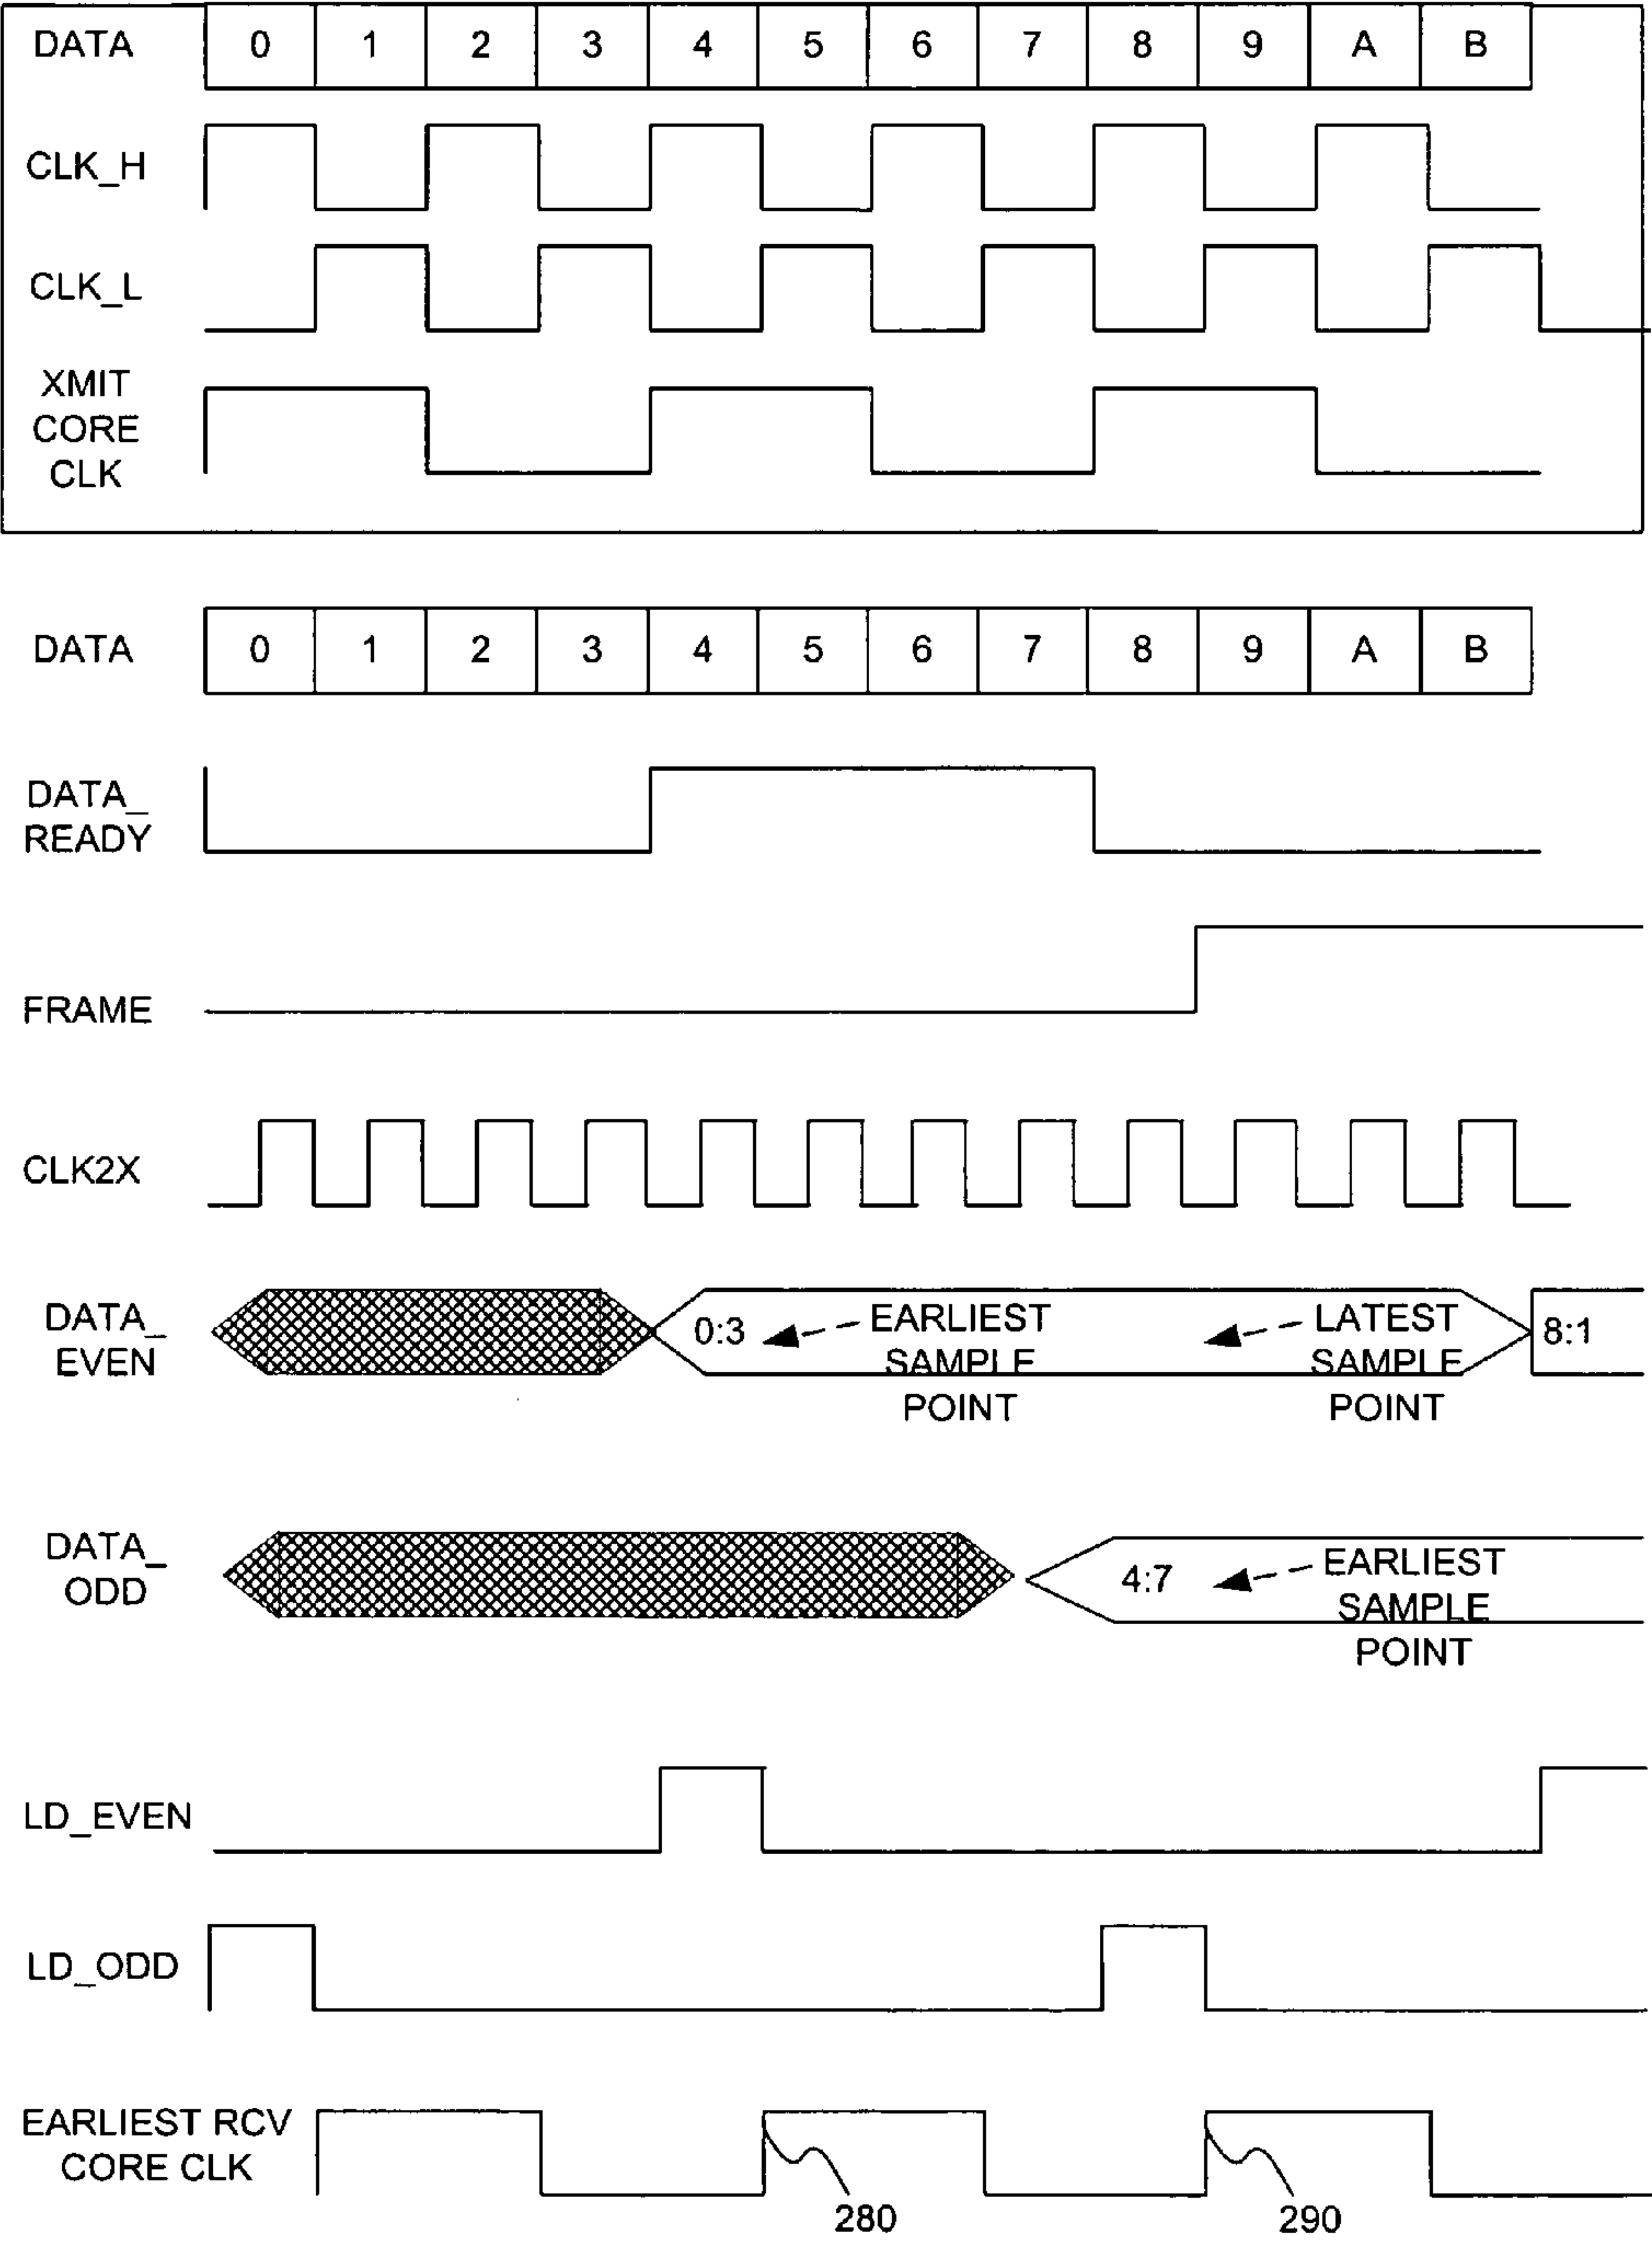 DATA 0 1 2 3 4 5 6 7 8 9 A B
CLK_H
CLK_L
XMIT
CORE
CLK
DATA 0 1 2 3 4 5 6 7 8 9 A B
DATA_
READY
FRAME
CLK2X
DATA_
EVEN
0:3
EARLIEST
SAMPLE
POINT
LATEST
SAMPLE
POINT
8:1
DATA_
ODD
4:7
EARLIEST
SAMPLE
POINT
LD_EVEN
LD_ODD
EARLIEST RCV
CORE CLK
280
290